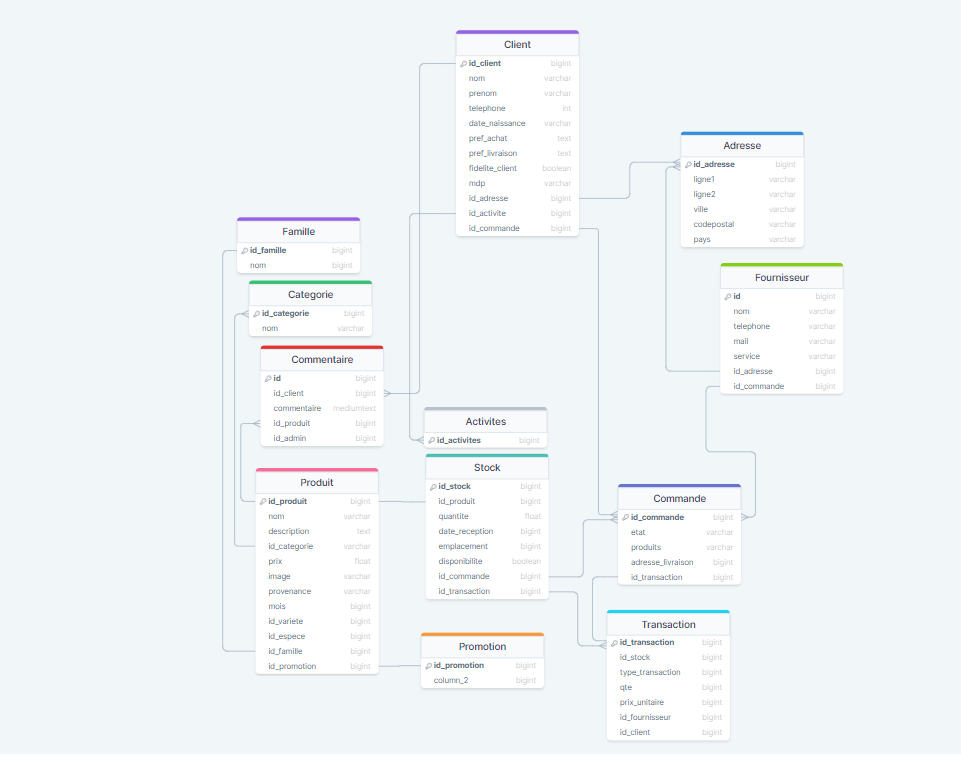 Client
id_client bigint
nom varchar
prenom varchar
telephone int
date_naissance varchar
pref_achat text
pref_livraison text
fidelite_client boolean
mdp varchar
id_adresse bigint
id_activite bigint
id_commande bigint
Adresse
id_adresse bigint
ligne1 varchar
ligne2 varchar
ville varchar
codepostal varchar
pays varchar
Famille
id_famille bigint
nom bigint
Categorie
id_categorie bigint
nom varchar
Fournisseur
id bigint
nom varchar
telephone varchar
mail varchar
service varchar
id_adresse bigint
id_commande bigint
Commentaire
id bigint
id_client bigint
commentaire mediumtext
id_produit bigint
id_admin bigint
Activites
id_activites bigint
Stock
id_stock bigint
id_produit bigint
quantite float
date_reception bigint
emplacement bigint
disponibilite boolean
id_commande bigint
id_transaction bigint
Produit
id_produit bigint
nom varchar
description text
id_categorie varchar
prix float
image varchar
provenance varchar
mois bigint
id_variete bigint
id_espece bigint
id_famille bigint
id_promotion bigint
Commande
id_commande bigint
etat varchar
produits varchar
adresse_livraison bigint
id_transaction bigint
Promotion
id_promotion bigint
column_2 bigint
Transaction
id_transaction bigint
id_stock bigint
type_transaction bigint
qte bigint
prix_unitaire bigint
id_fournisseur bigint
id_client bigint